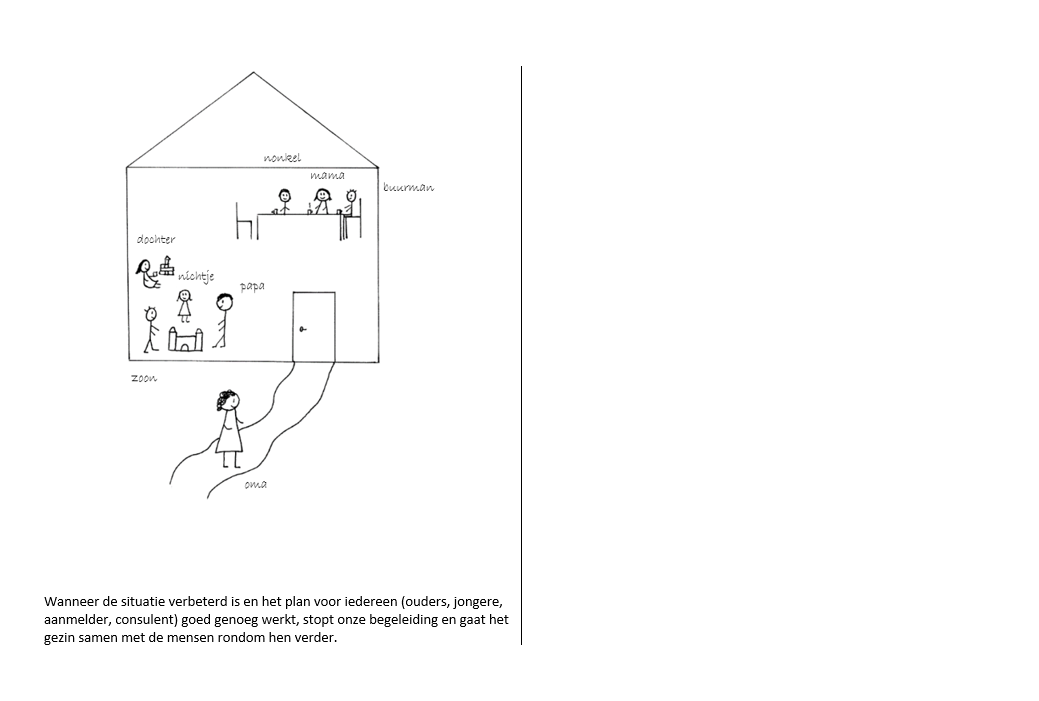 nonkel
mama
buurman
dochter
nichtje
papa
zoon
oma
Wanneer de situatie verbeterd is en het plan voor iedereen (ouders, jongere,
aanmelder, consulent) goed genoeg werkt, stopt onze begeleiding en gaat het
gezin samen met de mensen rondom hen verder.